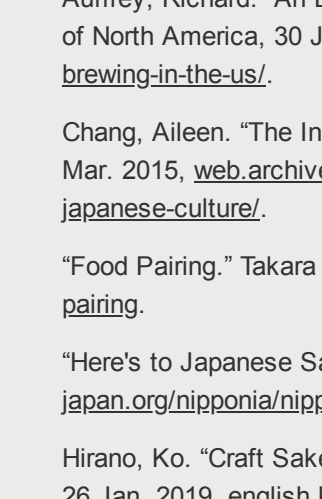 Auffrey, Richard. “An E
of North America, 30 J
brewing-in-the-us/.
Chang, Aileen. “The In
Mar. 2015, web.archive
japanese-culture/.
“Food Pairing.” Takara
pairing.
“Here's to Japanese Sa
japan.org/nipponia/nipp
Hirano, Ko. “Craft Sake
26 Jan. 2019, english.k